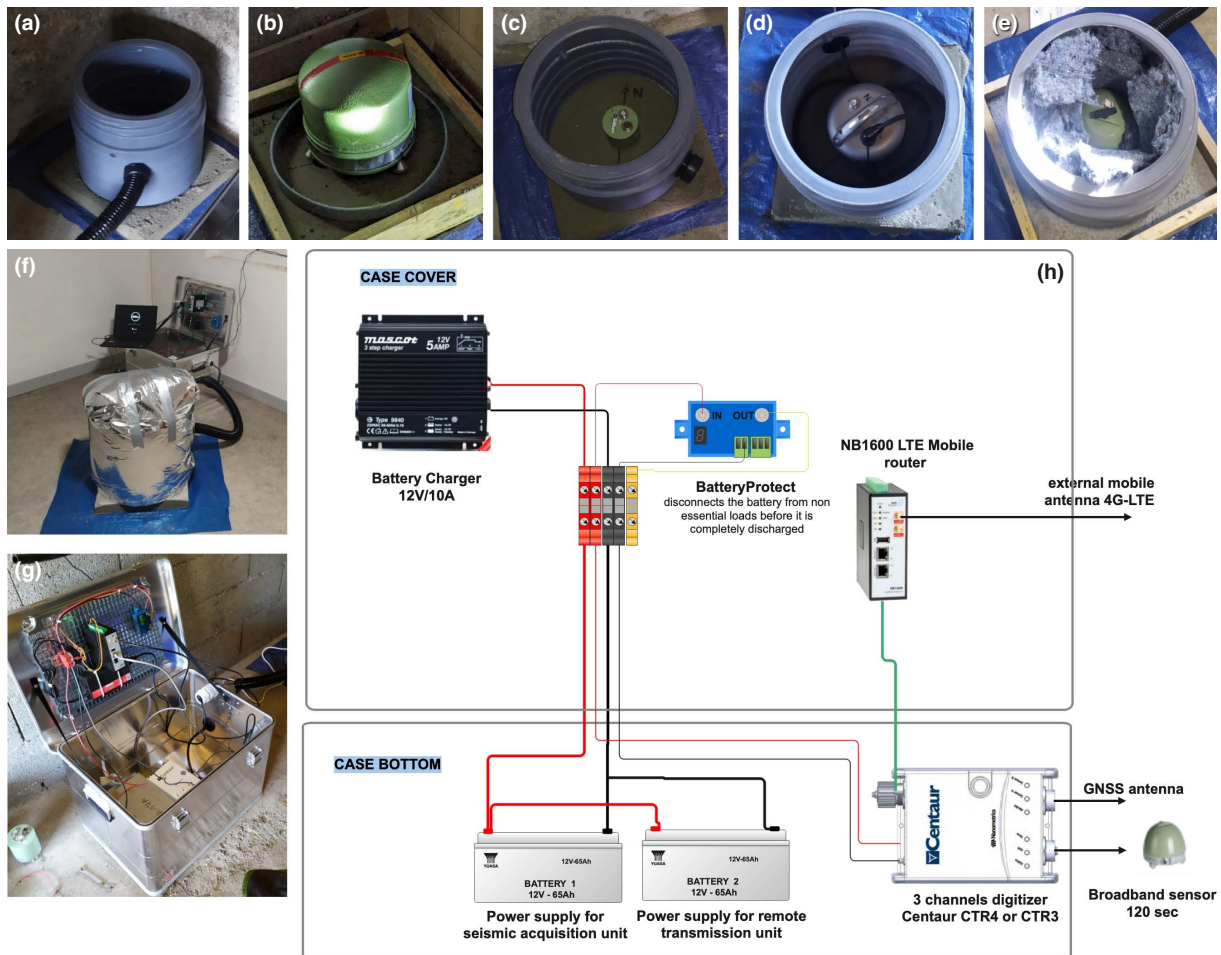 (a)
(b)
(c)
N
(d)
N
(e)
(f)
DELL
(g)
(h)
CASE COVER
mascot
3 step charger
12V
5 AMP
Type 9840
Battery Charger
12V/10A
IN OUT
BatteryProtect
disconnects the battery from non
essential loads before it is
completely discharged
NB1600 LTE Mobile
router
external mobile
antenna 4G-LTE
CASE BOTTOM
YUASA
12V-65Ah
BATTERY 1
12V - 65Ah
Power supply for
seismic acquisition unit
YUASA
12V-65Ah
BATTERY 2
12V - 65Ah
Power supply for remote
transmission unit
Centaur
Nanometrics
3 channels digitizer
Centaur CTR4 or CTR3
GNSS antenna
Broadband sensor
120 sec